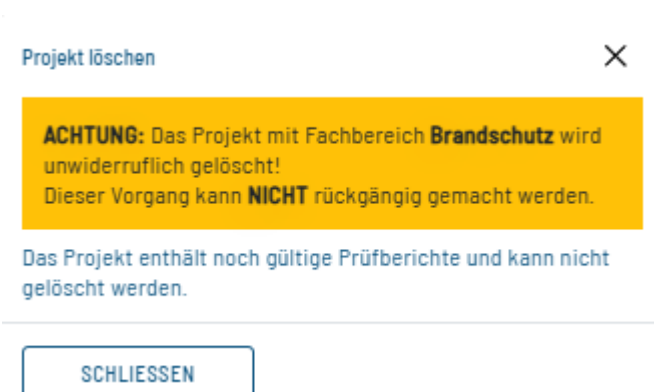 Projekt löschen
ACHTUNG: Das Projekt mit Fachbereich Brandschutz wird
unwiderruflich gelöscht!
Dieser Vorgang kann NICHT rückgängig gemacht werden.
Das Projekt enthält noch gültige Prüfberichte und kann nicht
gelöscht werden.
SCHLIESSEN